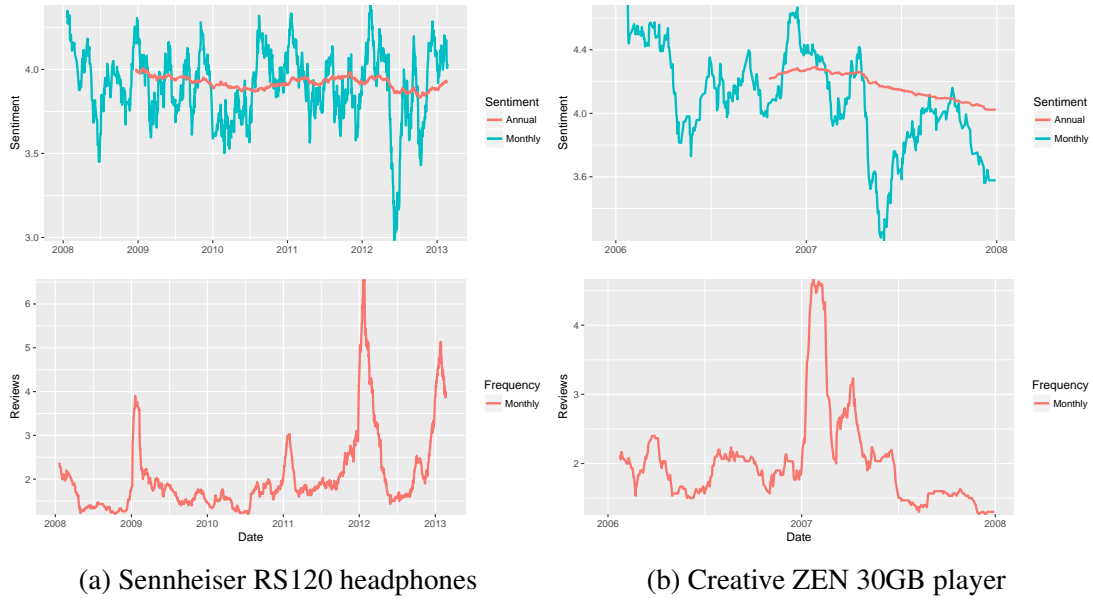 4.0
3.5
3.0
Sentiment
2008
2009
2010
2011
2012
2013
Sentiment
Annual
Monthly
4.4
4.0
3.6
Sentiment
2006
2007
2008
Sentiment
Annual
Monthly
6
5
4
3
2
Reviews
2008
2009
2010
2011
2012
2013
Date
Frequency
Monthly
4
3
2
Reviews
2006
2007
2008
Date
Frequency
Monthly
(a) Sennheiser RS120 headphones
(b) Creative ZEN 30GB player